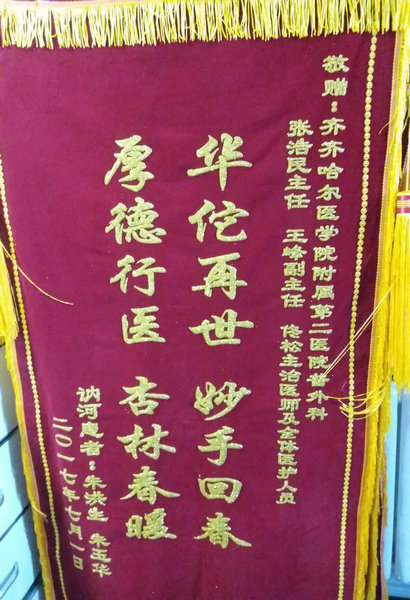 敬赠：齐齐哈尔医学院附属第二医院普外科
张浩民主任 王峰副主任 佟松主治医师及全体医护人员
华佗再世 妙手回春
厚德行医 杏林春暖
讷河患者：朱洪生 朱玉华
二〇一七年七月一日